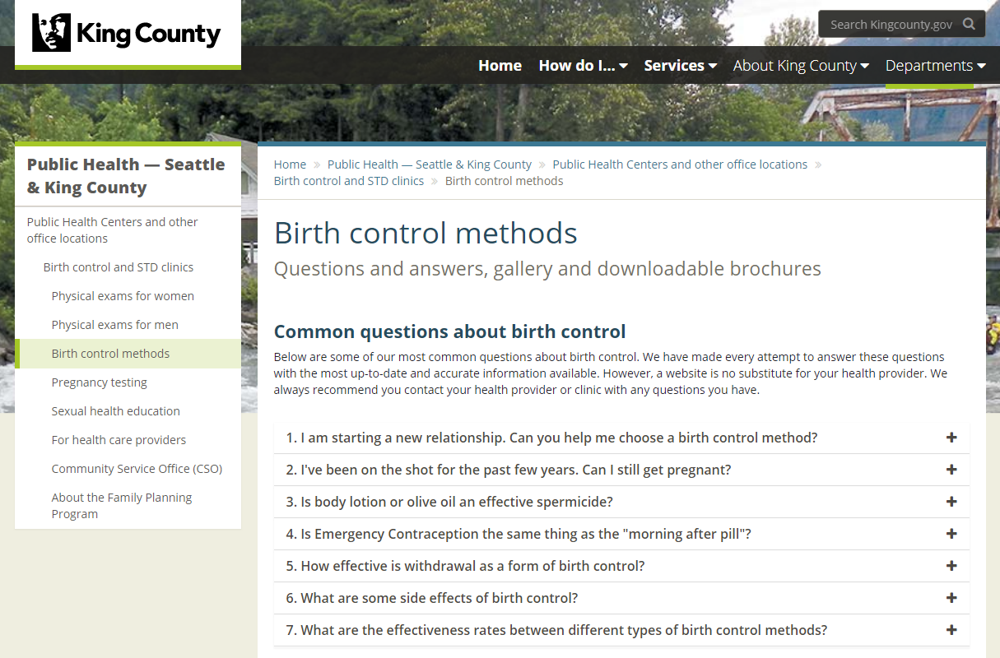 King County
Search Kingcounty.gov
Home How do I... Services About King County Departments
Public Health — Seattle
& King County
Public Health Centers and other
office locations
Birth control and STD clinics
Physical exams for women
Physical exams for men
Birth control methods
Pregnancy testing
Sexual health education
For health care providers
Community Service Office (CSO)
About the Family Planning
Program
Home » Public Health — Seattle & King County » Public Health Centers and other office locations »
Birth control and STD clinics » Birth control methods
Birth control methods
Questions and answers, gallery and downloadable brochures
Common questions about birth control
Below are some of our most common questions about birth control. We have made every attempt to answer these questions
with the most up-to-date and accurate information available. However, a website is no substitute for your health provider. We
always recommend you contact your health provider or clinic with any questions you have.
1. I am starting a new relationship. Can you help me choose a birth control method?
2. I've been on the shot for the past few years. Can I still get pregnant?
3. Is body lotion or olive oil an effective spermicide?
4. Is Emergency Contraception the same thing as the "morning after pill"?
5. How effective is withdrawal as a form of birth control?
6. What are some side effects of birth control?
7. What are the effectiveness rates between different types of birth control methods?